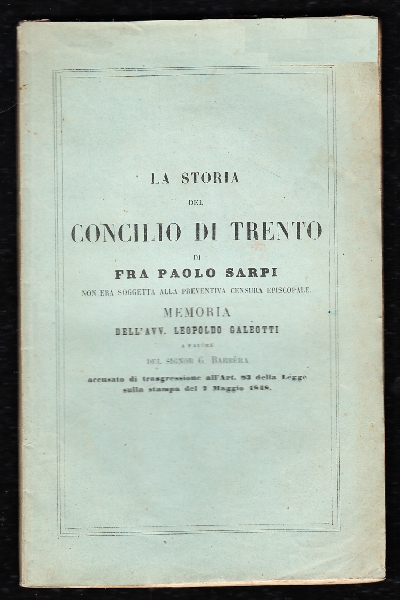 LA STORIA
DEL
CONCILIO DI TRENTO
DI
FRA PAOLO SARPI
NON ERA SOGGETTA ALLA PREVENTIVA CENSURA EPISCOPALE
MEMORIA
DELL'AVV. LEOPOLDO GALEOTTI
A FAVORE
DEL SIGNOR G. BARBÈRA
accusato di trasgressione all'Art. 83 della Legge
sulla stampa del 7 Maggio 1848.